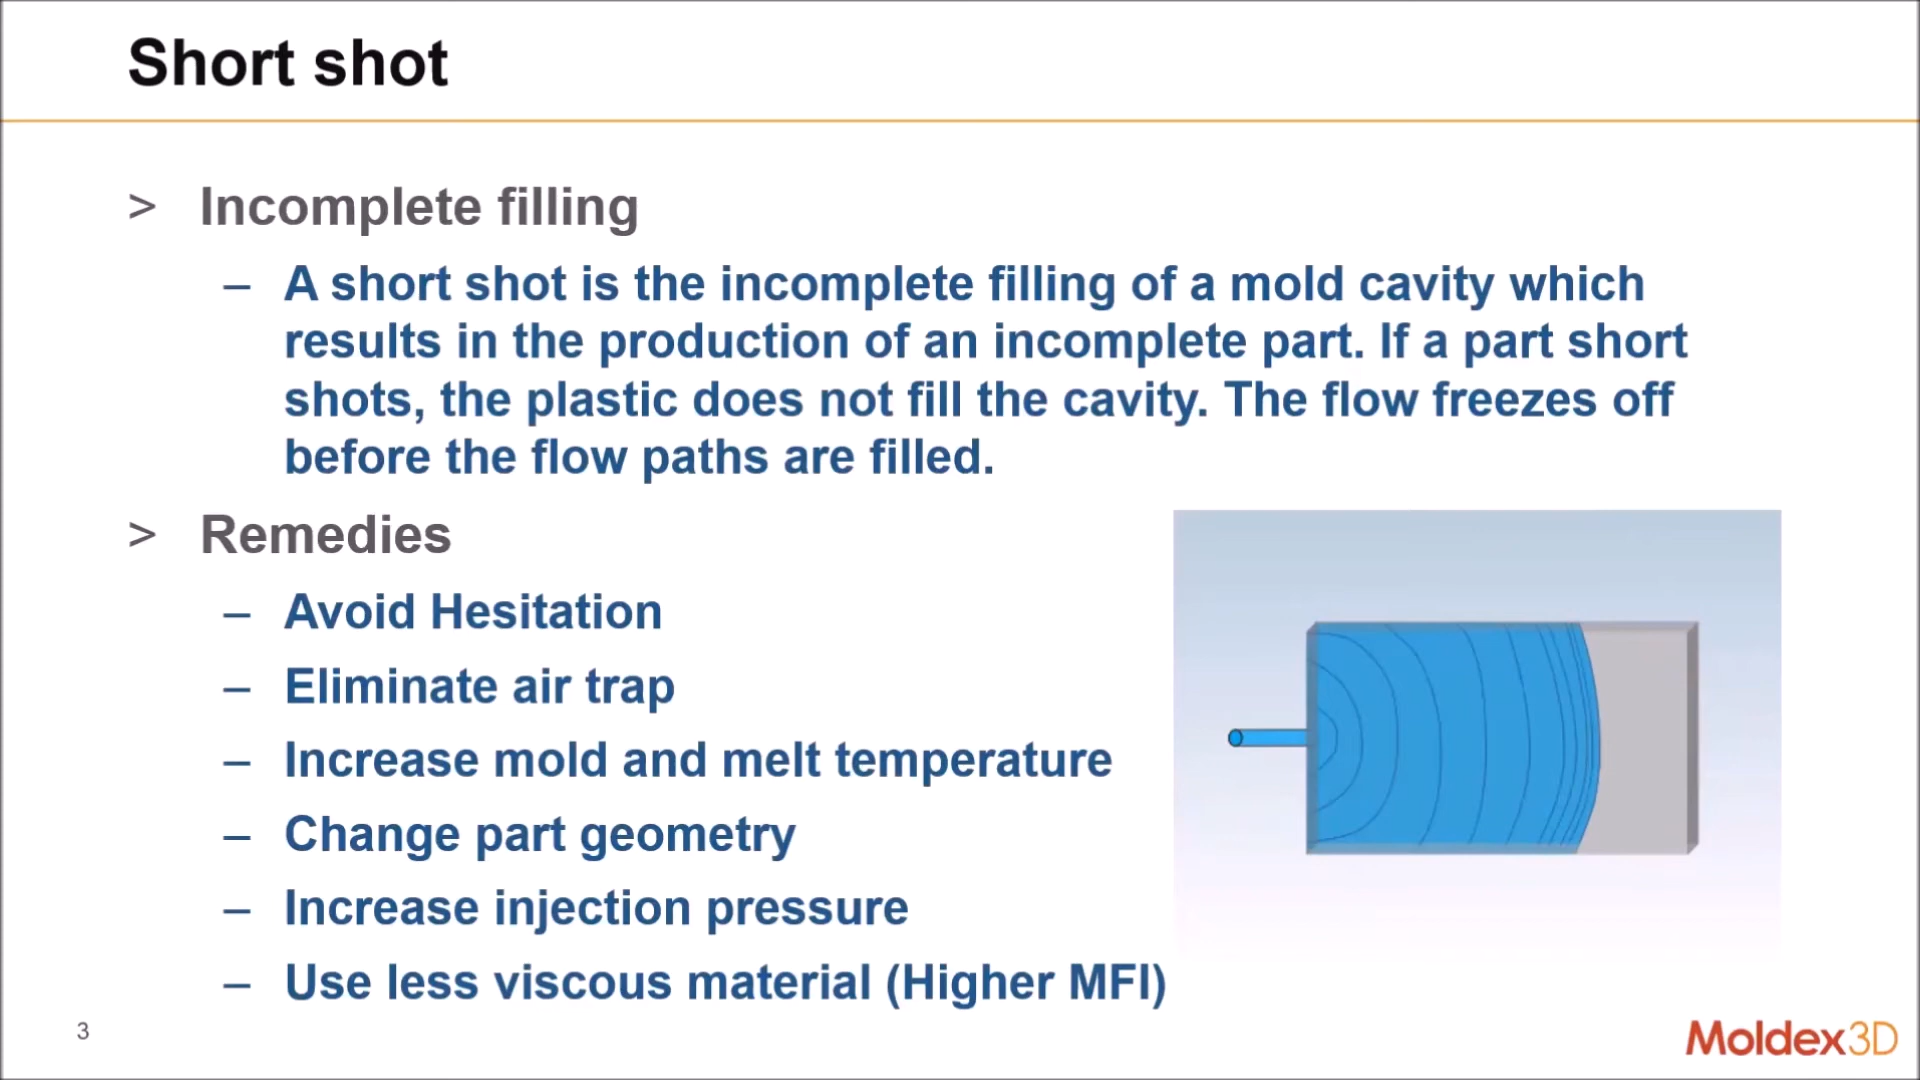 Short shot
> Incomplete filling
– A short shot is the incomplete filling of a mold cavity which
results in the production of an incomplete part. If a part short
shots, the plastic does not fill the cavity. The flow freezes off
before the flow paths are filled.
> Remedies
– Avoid Hesitation
– Eliminate air trap
– Increase mold and melt temperature
– Change part geometry
– Increase injection pressure
– Use less viscous material (Higher MFI)
3
Moldex3D